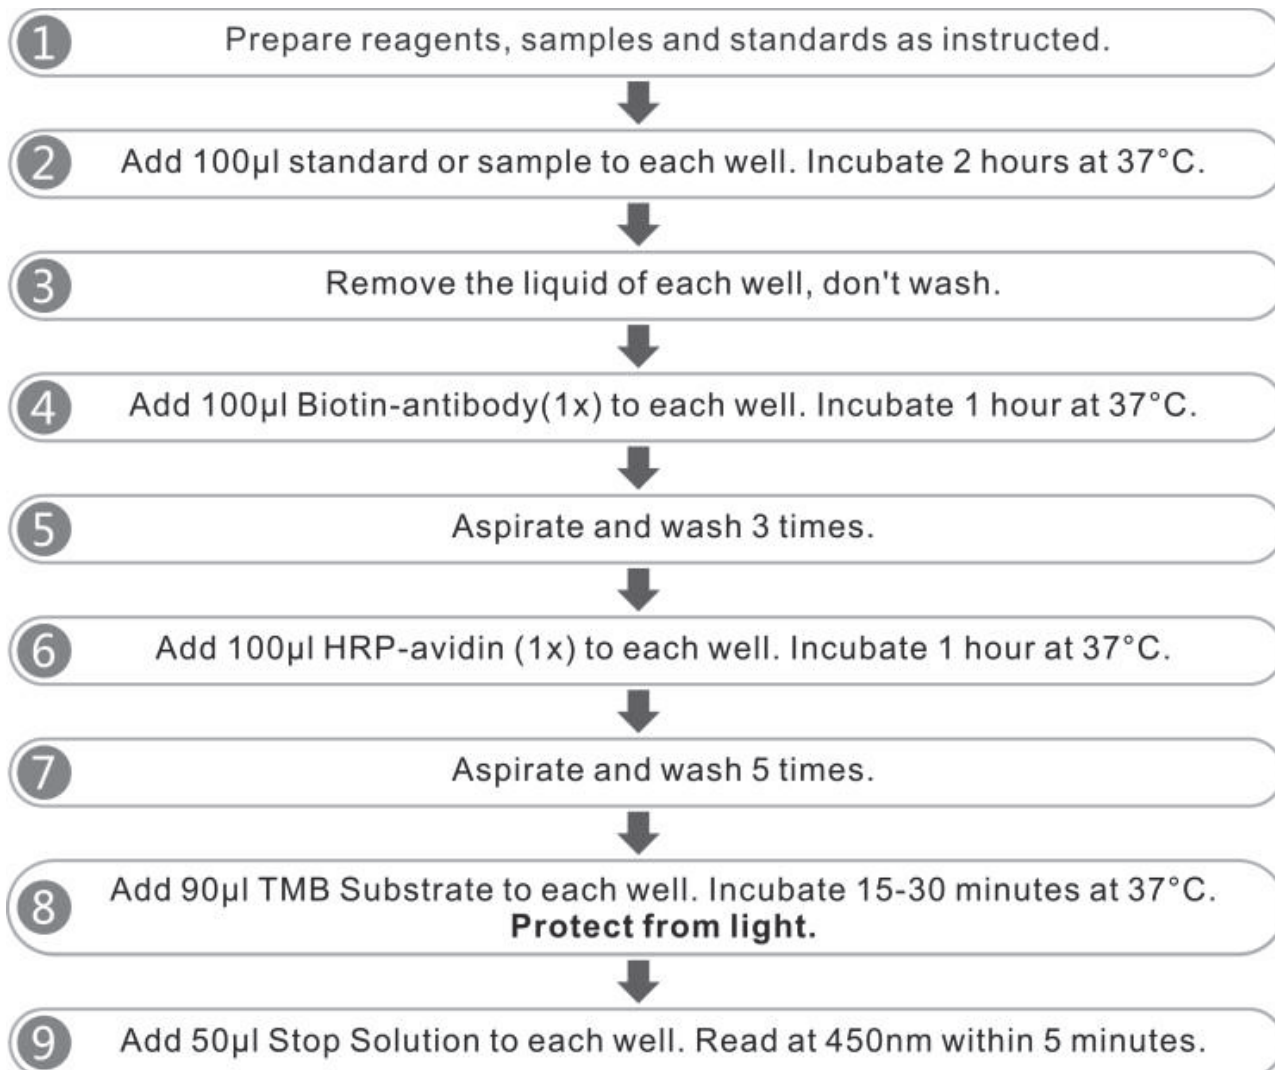 1 Prepare reagents, samples and standards as instructed.
2 Add 100µl standard or sample to each well. Incubate 2 hours at 37°C.
3 Remove the liquid of each well, don't wash.
4 Add 100µl Biotin-antibody(1x) to each well. Incubate 1 hour at 37°C.
5 Aspirate and wash 3 times.
6 Add 100µl HRP-avidin (1x) to each well. Incubate 1 hour at 37°C.
7 Aspirate and wash 5 times.
8 Add 90µl TMB Substrate to each well. Incubate 15-30 minutes at 37°C.
Protect from light.
9 Add 50µl Stop Solution to each well. Read at 450nm within 5 minutes.